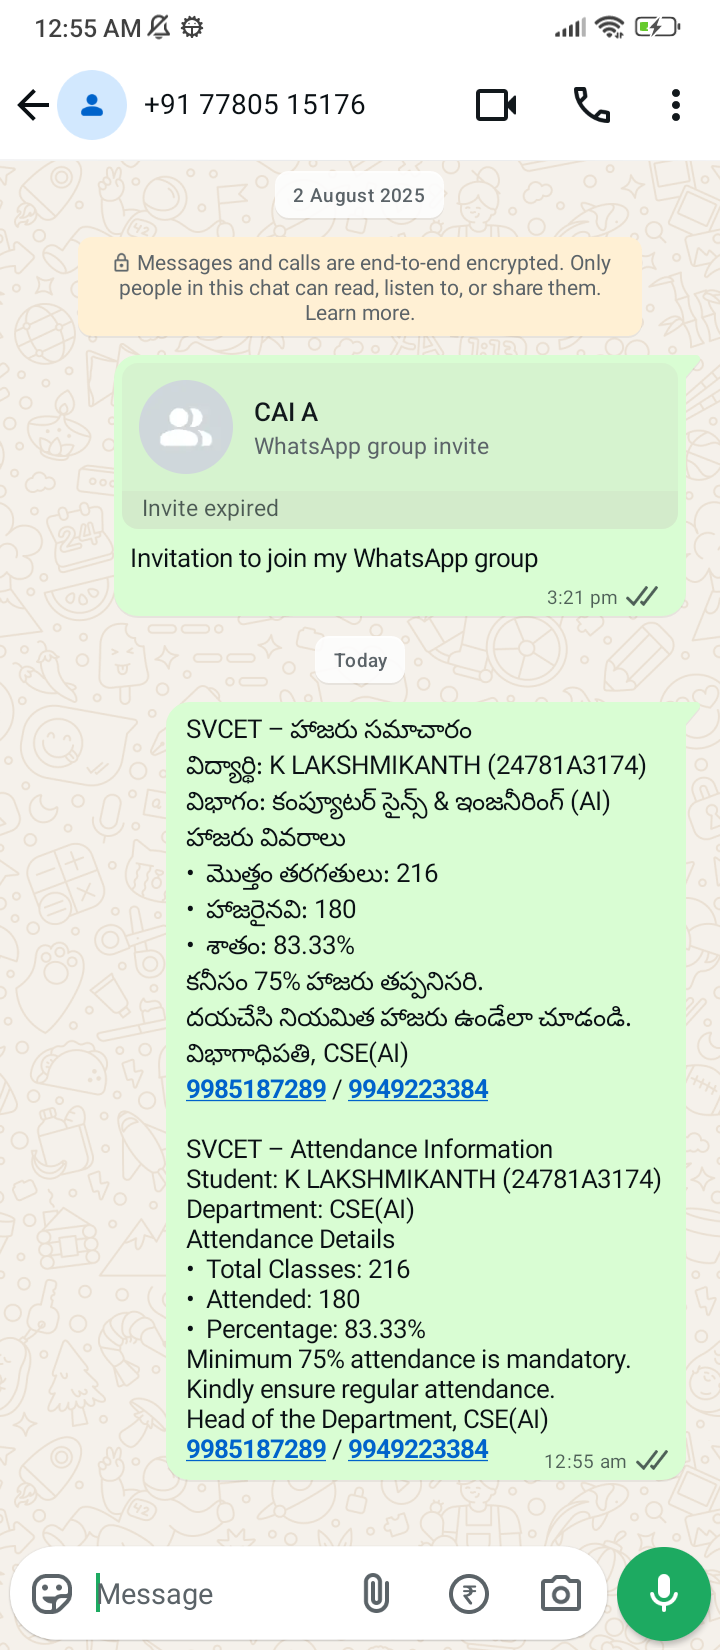 12:55 AM
+91 77805 15176
2 August 2025
Messages and calls are end-to-end encrypted. Only
people in this chat can read, listen to, or share them.
Learn more.
CAI A
WhatsApp group invite
Invite expired
Invitation to join my WhatsApp group
3:21 pm
Today
SVCET – హాజరు సమాచారం
విద్యార్థి: K LAKSHMIKANTH (24781A3174)
విభాగం: కంప్యూటర్ సైన్స్ & ఇంజనీరింగ్ (AI)
హాజరు వివరాలు
• మొత్తం తరగతులు: 216
• హాజరైనవి: 180
• శాతం: 83.33%
కనీసం 75% హాజరు తప్పనిసరి.
దయచేసి నియమిత హాజరు ఉండేలా చూడండి.
విభాగాధిపతి, CSE(AI)
9985187289 / 9949223384
SVCET – Attendance Information
Student: K LAKSHMIKANTH (24781A3174)
Department: CSE(AI)
Attendance Details
• Total Classes: 216
• Attended: 180
• Percentage: 83.33%
Minimum 75% attendance is mandatory.
Kindly ensure regular attendance.
Head of the Department, CSE(AI)
9985187289 / 9949223384
12:55 am
Message